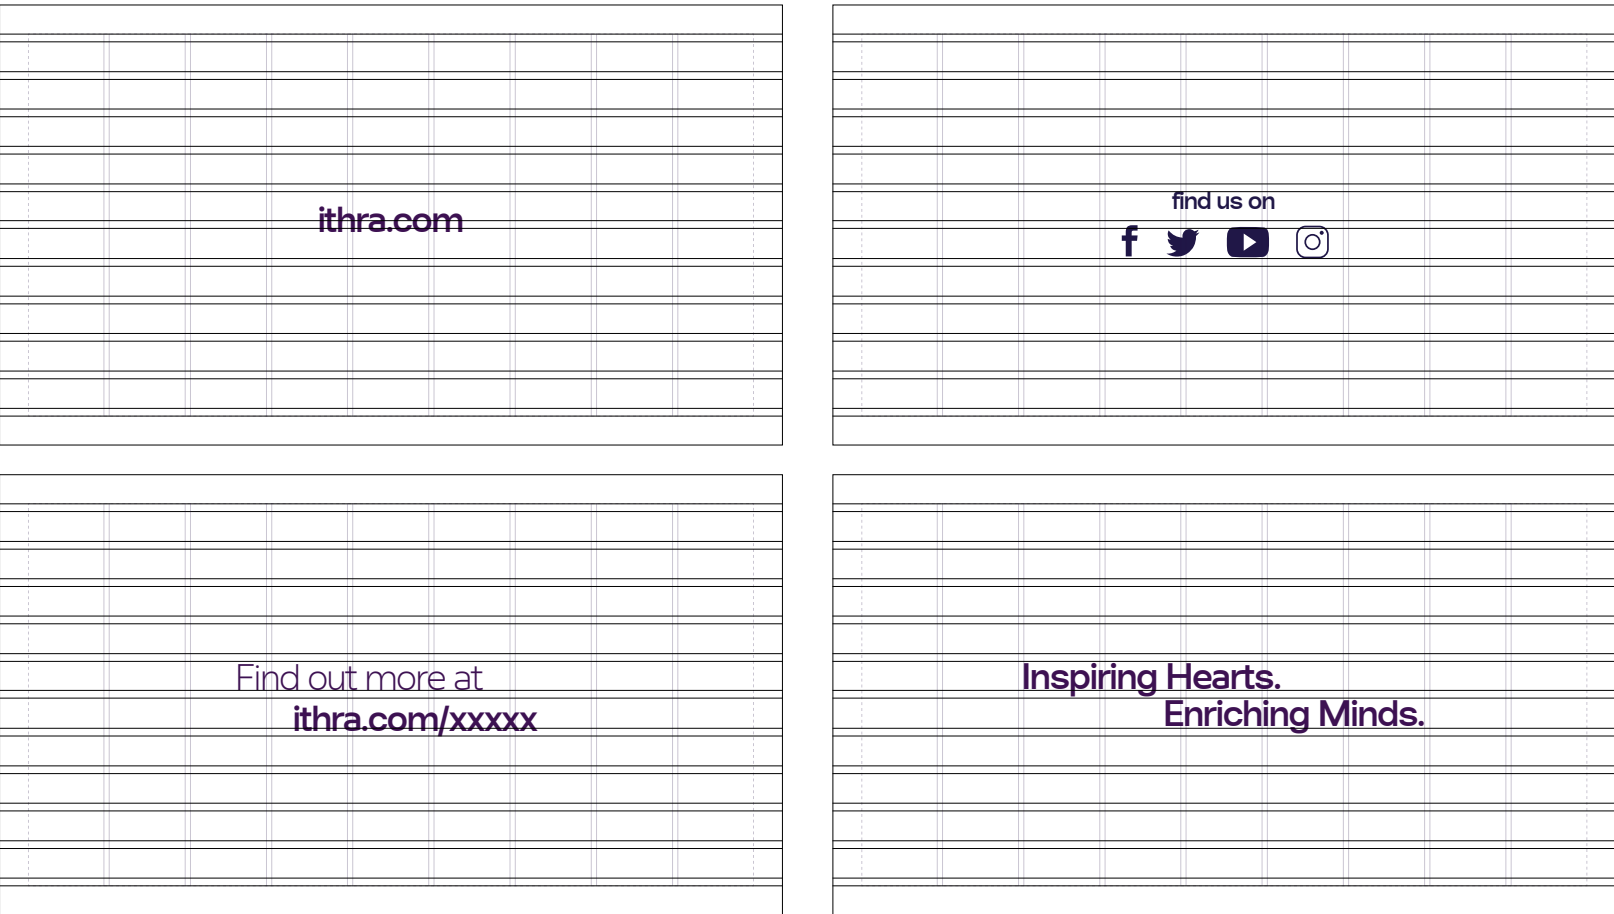 ithra.com
find us on
Find out more at
ithra.com/xxxxx
Inspiring Hearts.
Enriching Minds.